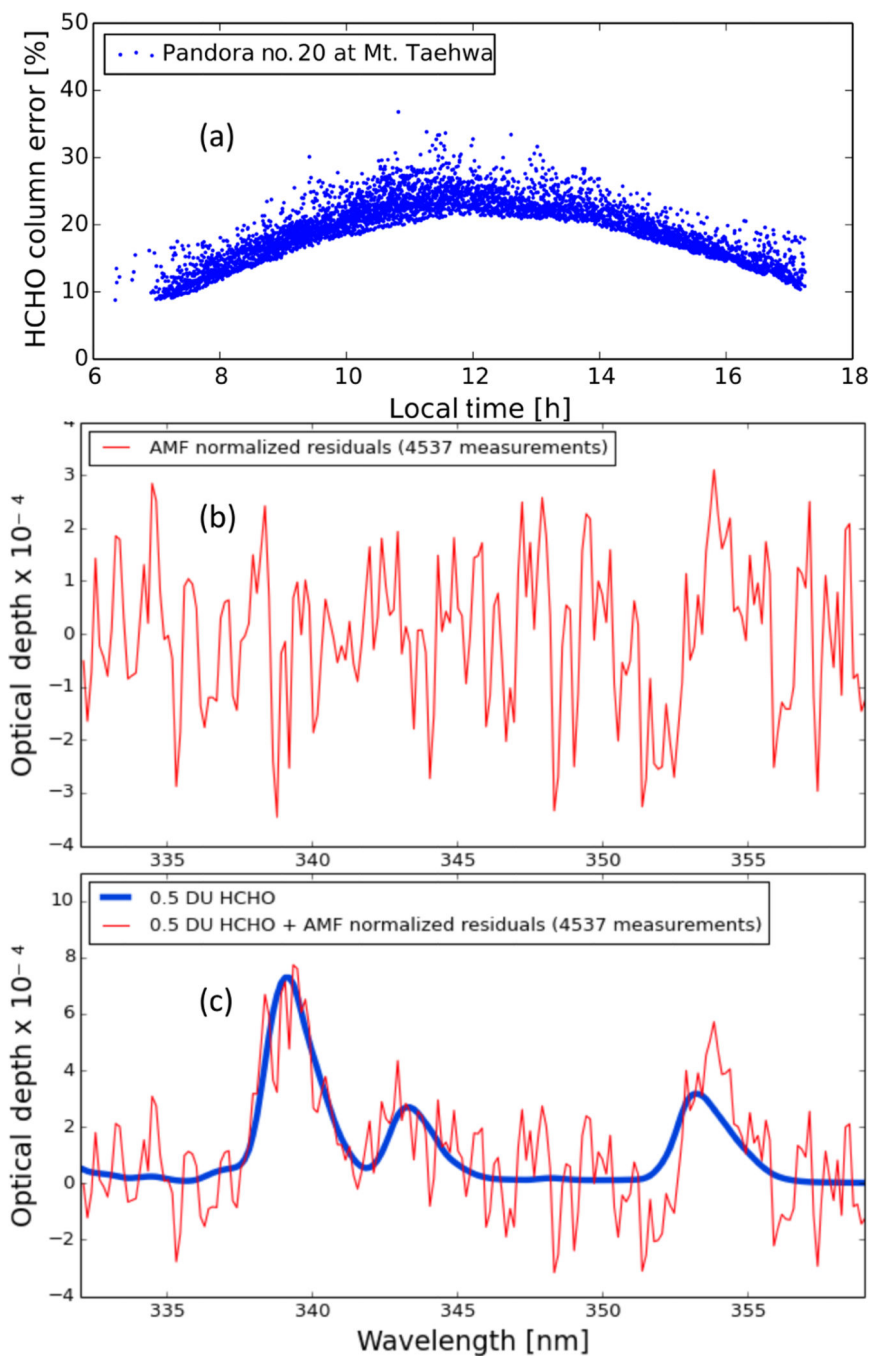 50
40
30
20
10
0
HCHO column error [%]
Pandora no.20 at Mt. Taehwa
(a)
6 8 10 12 14 16 18
Local time [h]
4
3
2
1
0
−1
−2
−3
−4
Optical depth x 10⁻⁴
AMF normalized residuals (4537 measurements)
(b)
335 340 345 350 355
10
8
6
4
2
0
−2
−4
Optical depth x 10⁻⁴
0.5 DU HCHO
0.5 DU HCHO + AMF normalized residuals (4537 measurements)
(c)
335 340 345 350 355
Wavelength [nm]